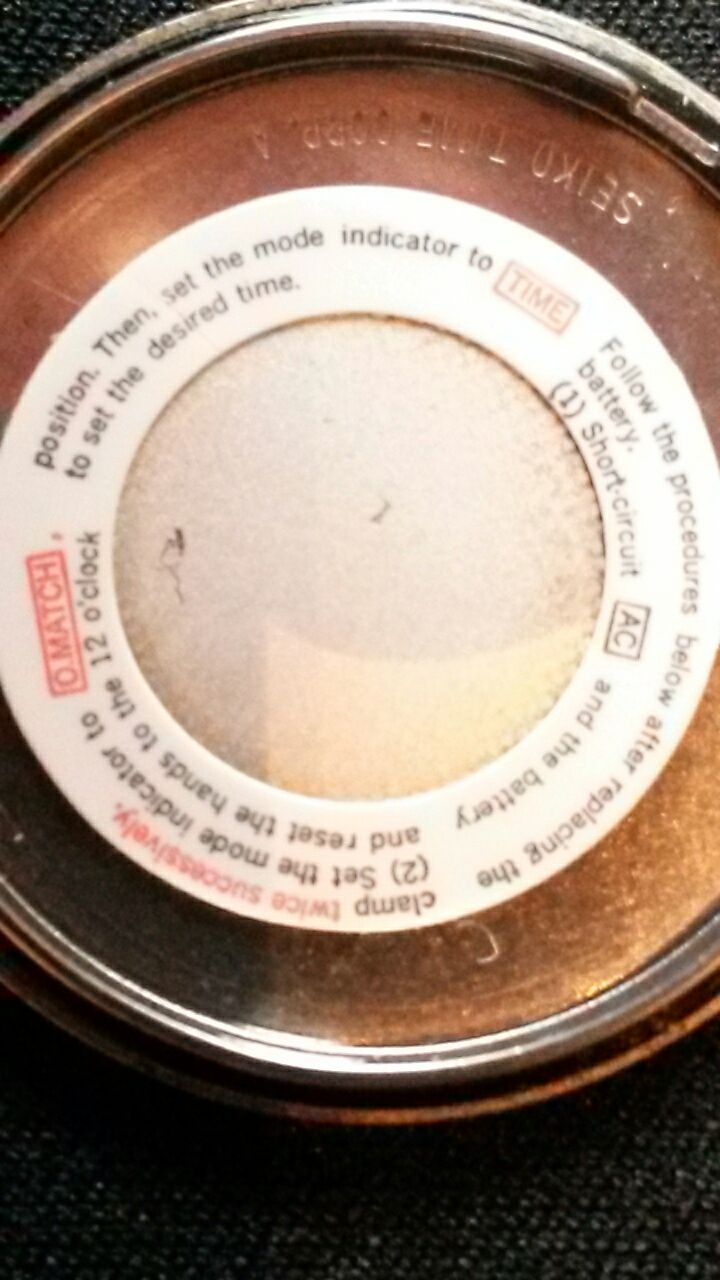 SEIKO TIME CORP. A
Follow the procedures below after replacing the
battery.
(1) Short-circuit AC and the battery
clamp twice successively.
(2) Set the mode indicator to O.MATCH,
and reset the hands to the 12 o'clock
position. Then, set the mode indicator to TIME
to set the desired time.
C